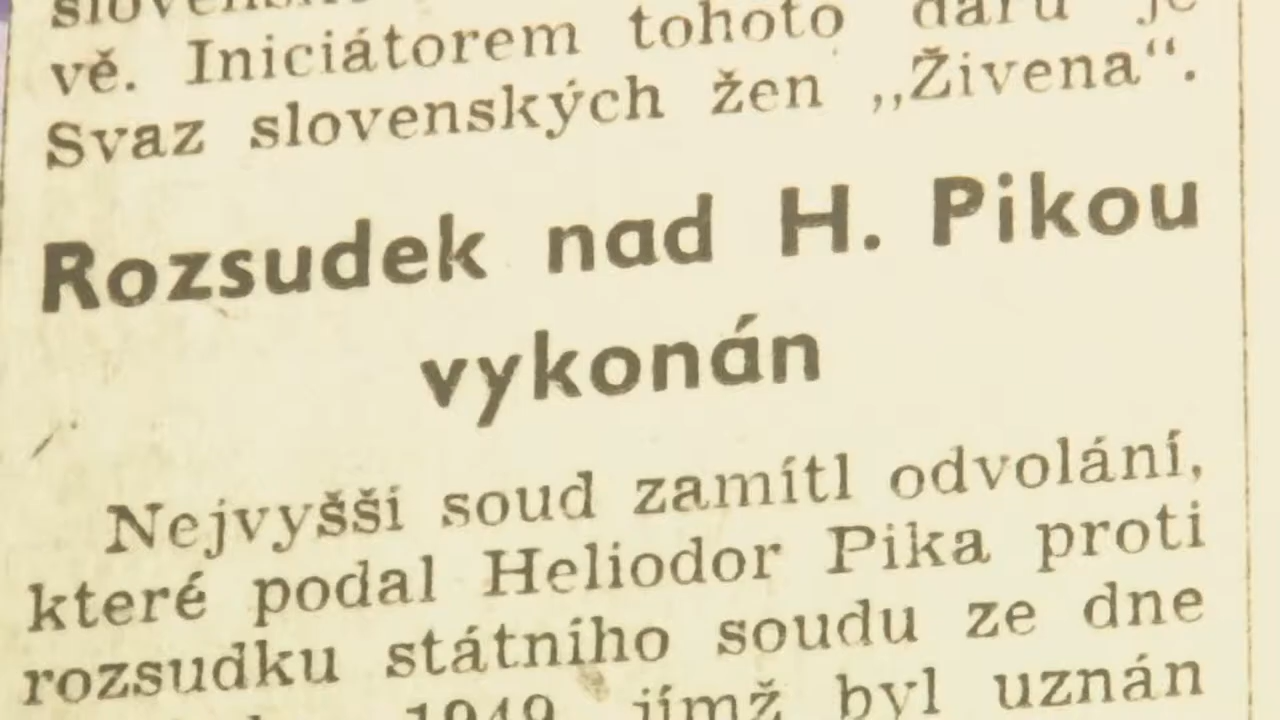 vě. Iniciátorem tohoto daru je
Svaz slovenských žen „Živena“.
Rozsudek nad H. Pikou
vykonán
Nejvyšší soud zamítl odvolání,
které podal Heliodor Pika proti
rozsudku státního soudu ze dne
1949, jímž byl uznán